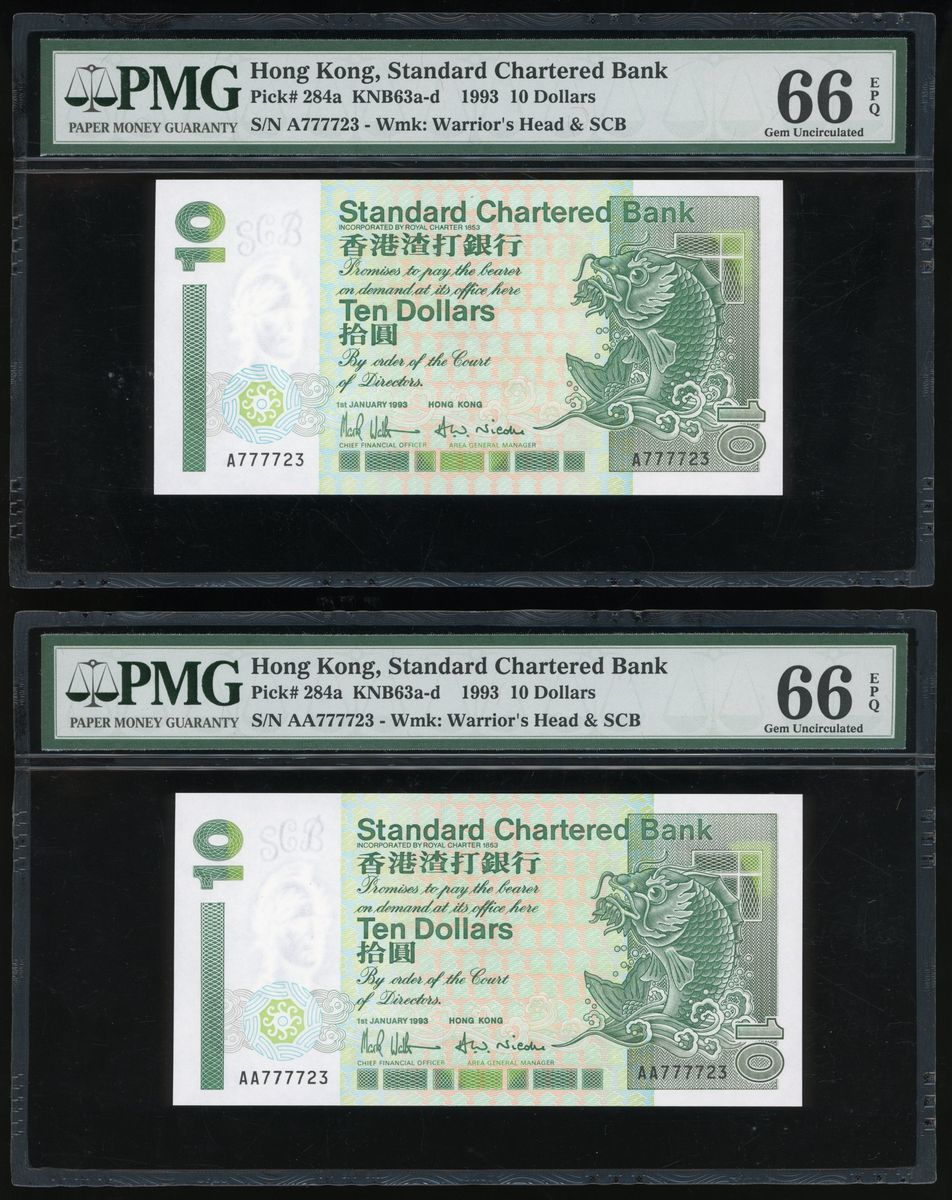 PMG
PAPER MONEY GUARANTY
Hong Kong, Standard Chartered Bank
Pick# 284a KNB63a-d 1993 10 Dollars
S/N A777723 - Wmk: Warrior's Head & SCB
66 EPQ
Gem Uncirculated
10
SCB
Standard Chartered Bank
INCORPORATED BY ROYAL CHARTER 1853
香港渣打銀行
Promises to pay the bearer
on demand at its office here
Ten Dollars
拾圓
By order of the Court
of Directors.
1st JANUARY 1993 HONG KONG
CHIEF FINANCIAL OFFICER AREA GENERAL MANAGER
A777723
A777723
10
PMG
PAPER MONEY GUARANTY
Hong Kong, Standard Chartered Bank
Pick# 284a KNB63a-d 1993 10 Dollars
S/N AA777723 - Wmk: Warrior's Head & SCB
66 EPQ
Gem Uncirculated
10
SCB
Standard Chartered Bank
INCORPORATED BY ROYAL CHARTER 1853
香港渣打銀行
Promises to pay the bearer
on demand at its office here
Ten Dollars
拾圓
By order of the Court
of Directors.
1st JANUARY 1993 HONG KONG
CHIEF FINANCIAL OFFICER AREA GENERAL MANAGER
AA777723
AA777723
10